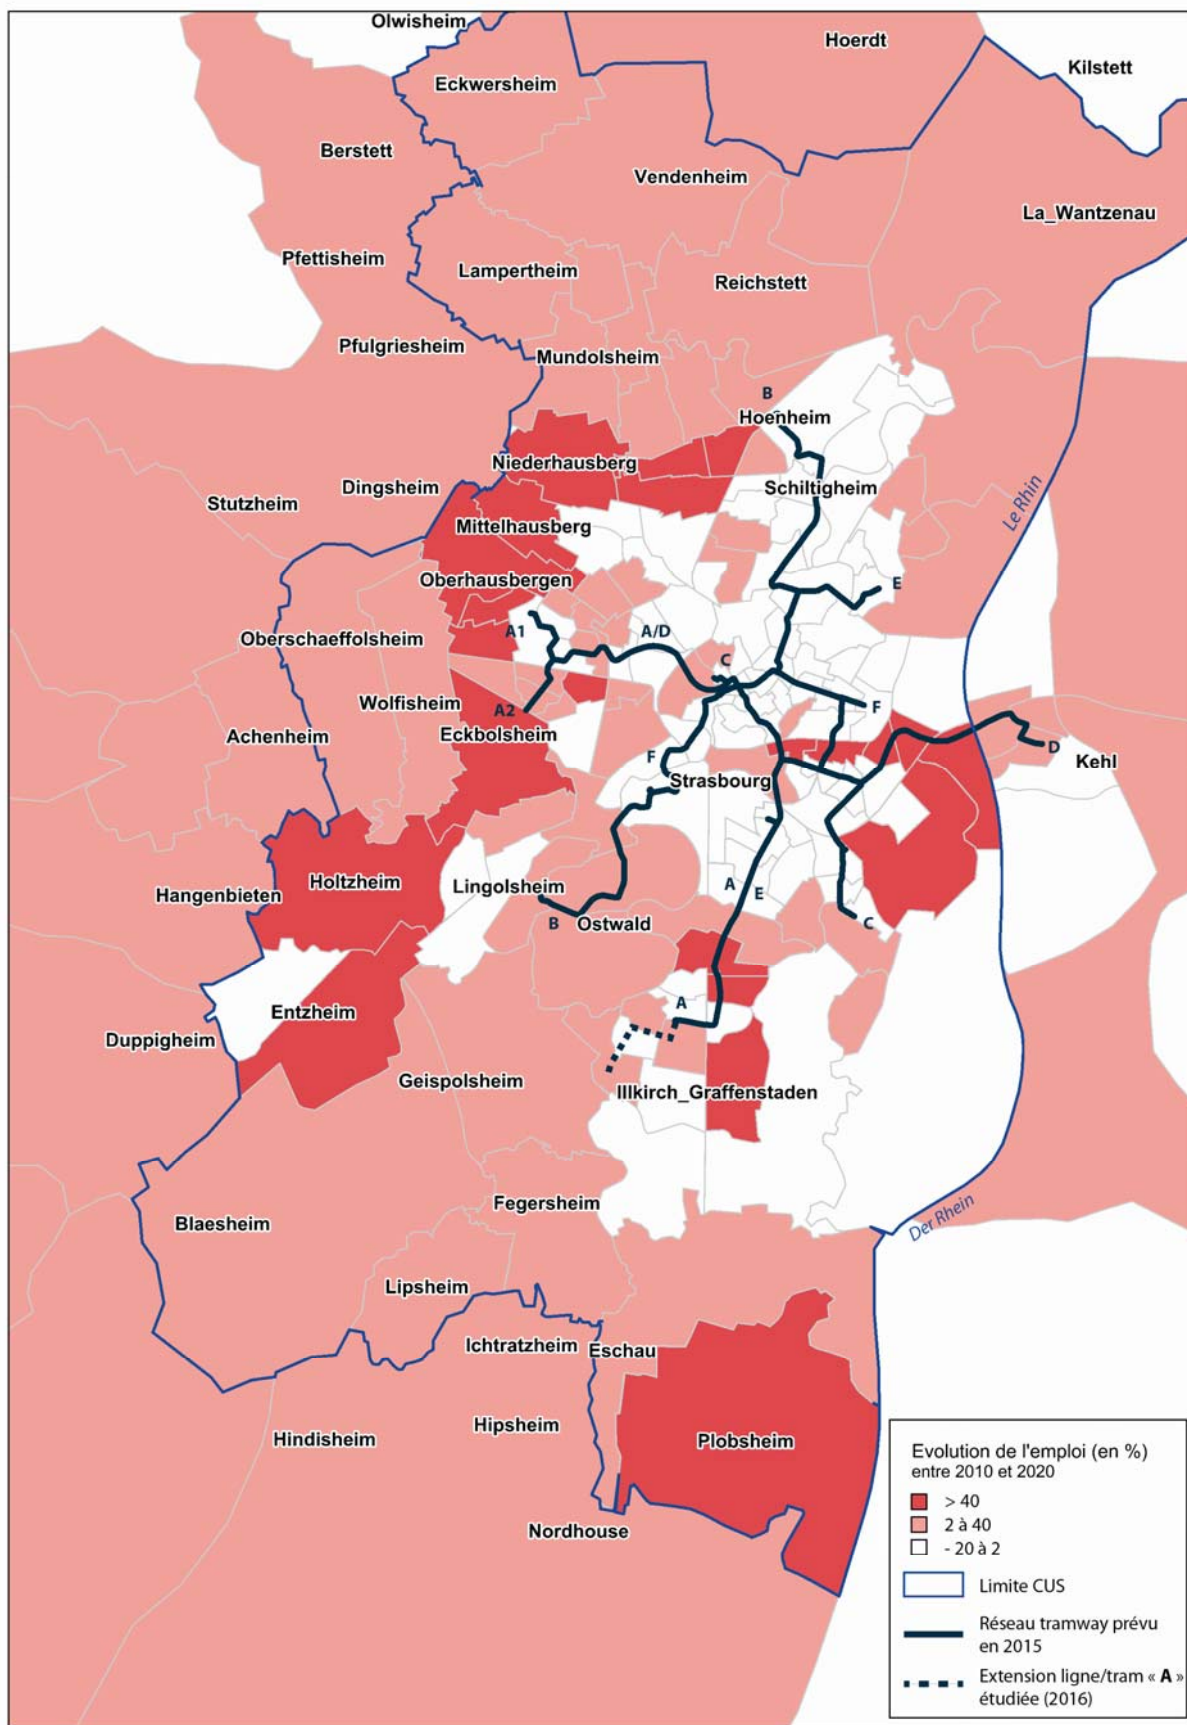 Olwisheim
Hoerdt
Kilstett
Eckwersheim
Berstett
Vendenheim
La_Wantzenau
Pfettisheim
Lampertheim
Reichstett
Pfulgriesheim
Mundolsheim
B
Hoenheim
Niederhausberg
Dingsheim
Schiltigheim
Stutzheim
Le Rhin
Mittelhausberg
Oberhausbergen
E
A1
A/D
Oberschaeffolsheim
C
Wolfisheim
A2
F
Achenheim
Eckbolsheim
D
F
Kehl
Strasbourg
Holtzheim
Lingolsheim
A
E
Hangenbieten
B
Ostwald
C
Entzheim
A
Duppigheim
Geispolsheim
Illkirch_Graffenstaden
Fegersheim
Der Rhein
Blaesheim
Lipsheim
Ichtratzheim
Eschau
Hipsheim
Hindisheim
Plobsheim
Nordhouse
Evolution de l'emploi (en %)
entre 2010 et 2020
> 40
2 à 40
- 20 à 2
Limite CUS
Réseau tramway prévu
en 2015
Extension ligne/tram « A »
étudiée (2016)